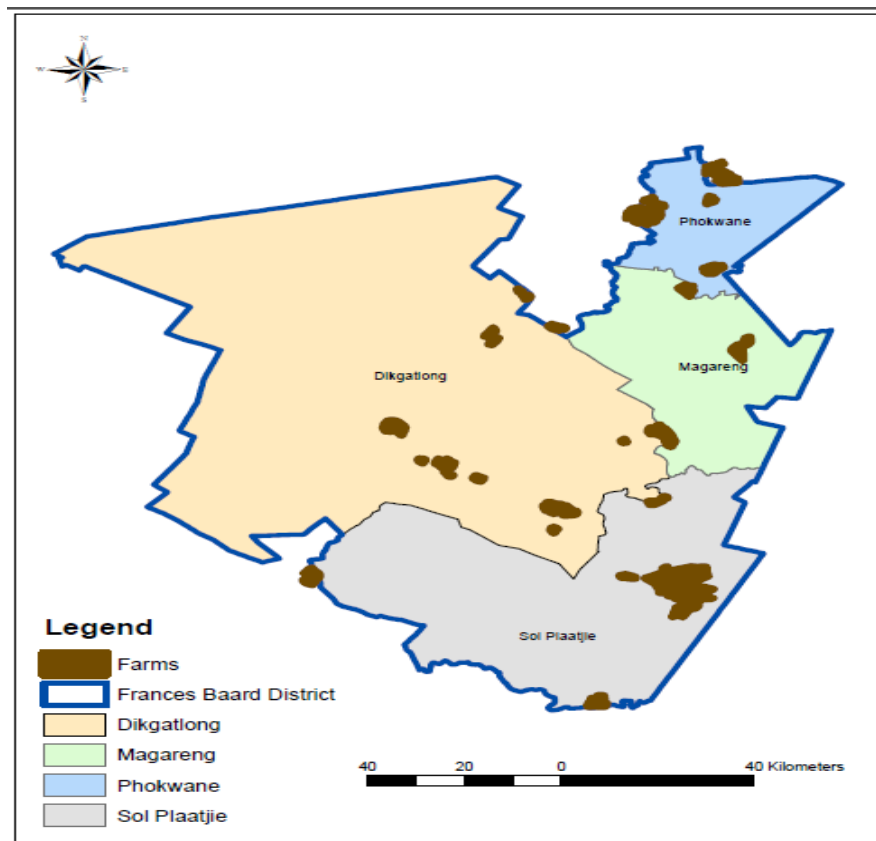 N
W E
S
Phokwane
Magareng
Dikgatlong
Sol Plaatjie
Legend
Farms
Frances Baard District
Dikgatlong
Magareng
Phokwane
Sol Plaatjie
40 20 0 40 Kilometers